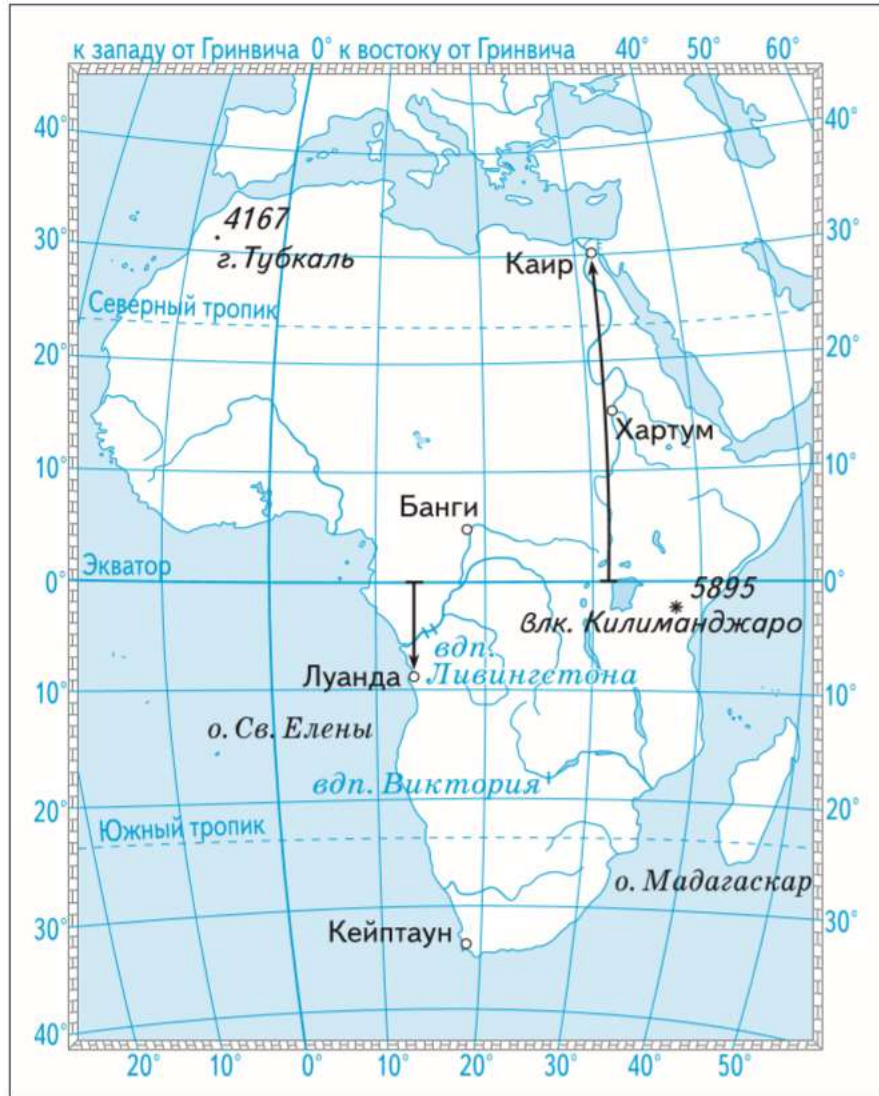 к западу от Гринвича 0° к востоку от Гринвича 40° 50° 60°
40° 40°
4167
30° г. Тубкаль Каир 30°
Северный тропик
20° 20°
Хартум
10° 10°
Банги
Экватор
0° 5895 0°
влк. Килиманджаро
вдп.
Луанда Ливингстона
10° 10°
о. Св. Елены
вдп. Виктория
20° 20°
Южный тропик
о. Мадагаскар
30° Кейптаун 30°
40°
20° 10° 0° 10° 20° 30° 40° 50°